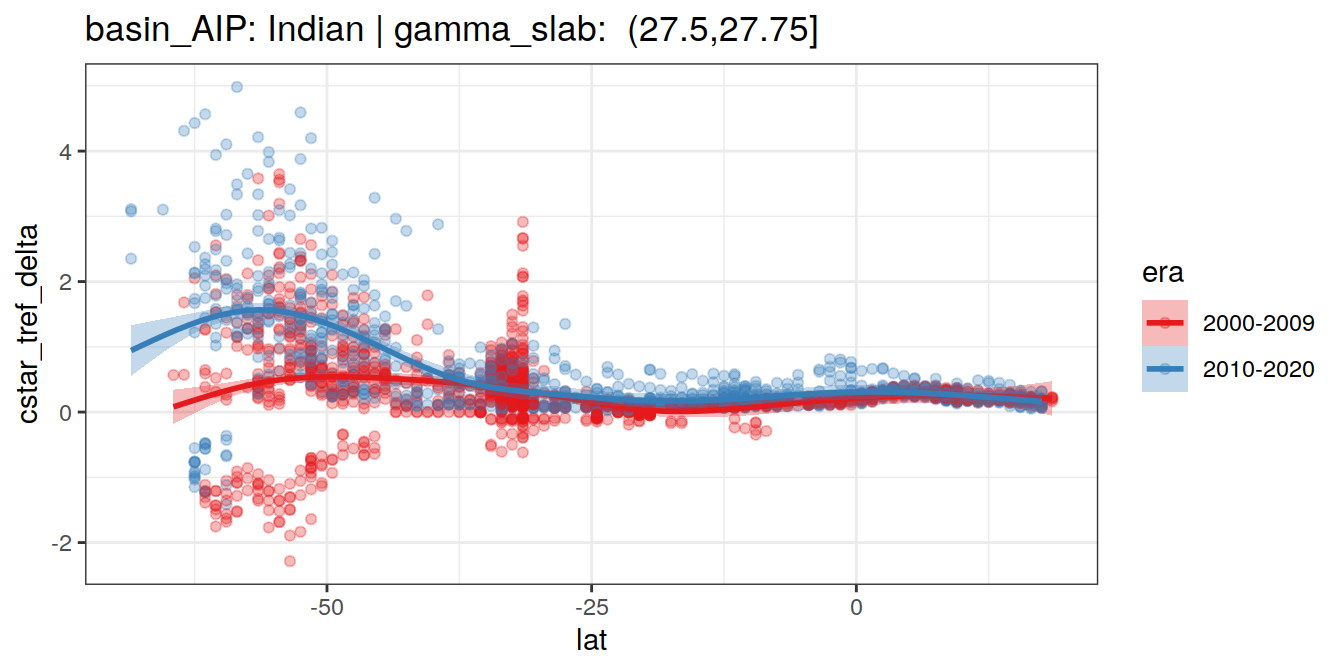 basin_AIP: Indian | gamma_slab:  (27.5,27.75]
cstar_tref_delta
4
2
0
-2
-50
-25
0
lat
era
2000-2009
2010-2020